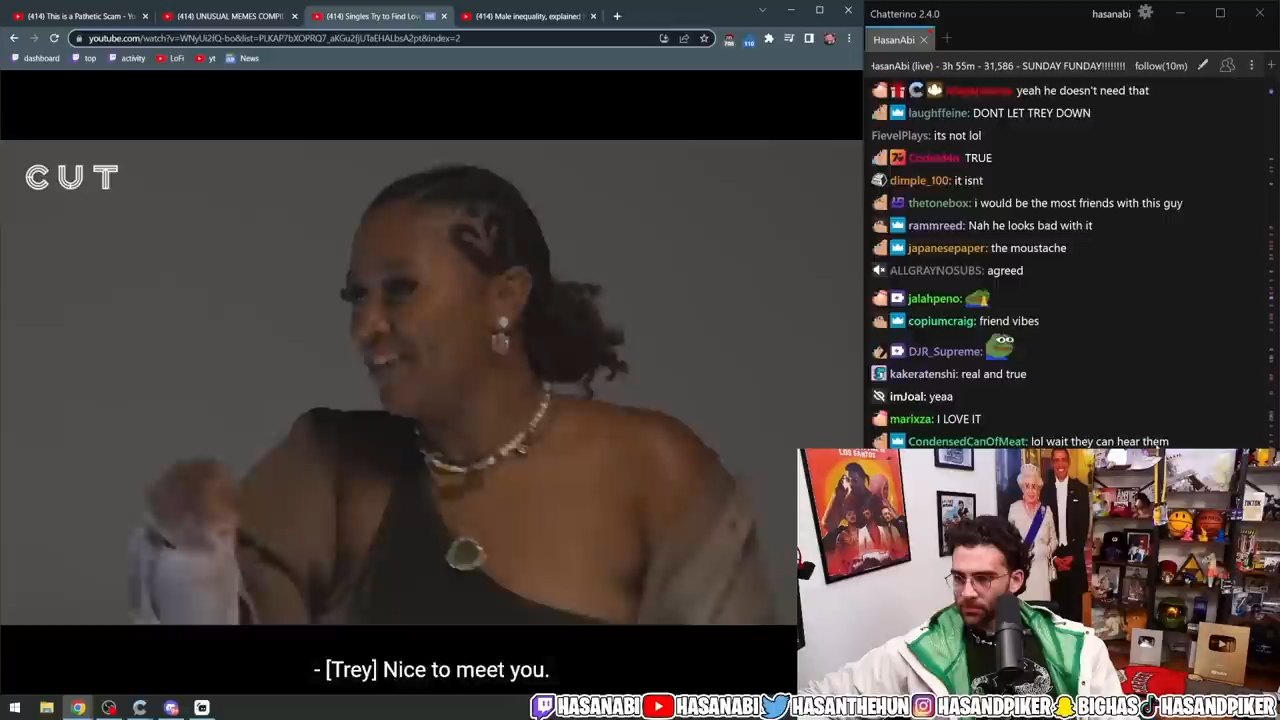 (414) This is a Pathetic Scam - Yo
(414) UNUSUAL MEMES COMPIL
(414) Singles Try to Find Lov
(414) Male inequality, explained b
youtube.com/watch?v=WNyUi2fQ-bo&list=PLKAP7bXOPRQ7_aKGu2fjUTaEHALbsA2pt&index=2
dashboard top activity LoFi yt News
CUT
- [Trey] Nice to meet you.
Chatterino 2.4.0 hasanabi
HasanAbi
HasanAbi (live) - 3h 55m - 31,586 - SUNDAY FUNDAY!!!!!!!! follow(10m)
yeah he doesn't need that
laughffeine: DONT LET TREY DOWN
FievelPlays: its not lol
TRUE
dimple_100: it isnt
thetonebox: i would be the most friends with this guy
rammreed: Nah he looks bad with it
japanesepaper: the moustache
ALLGRAYNOSUBS: agreed
jalahpeno:
copiumcraig: friend vibes
DJR_Supreme:
kakeratenshi: real and true
imJoal: yeaa
marixza: I LOVE IT
CondensedCanOfMeat: lol wait they can hear them
LOS SANTOS
TIKTOK
HASANABI HASANABI HASANTHEHUN HASANDPIKER BIGHAS HASANDPIKER